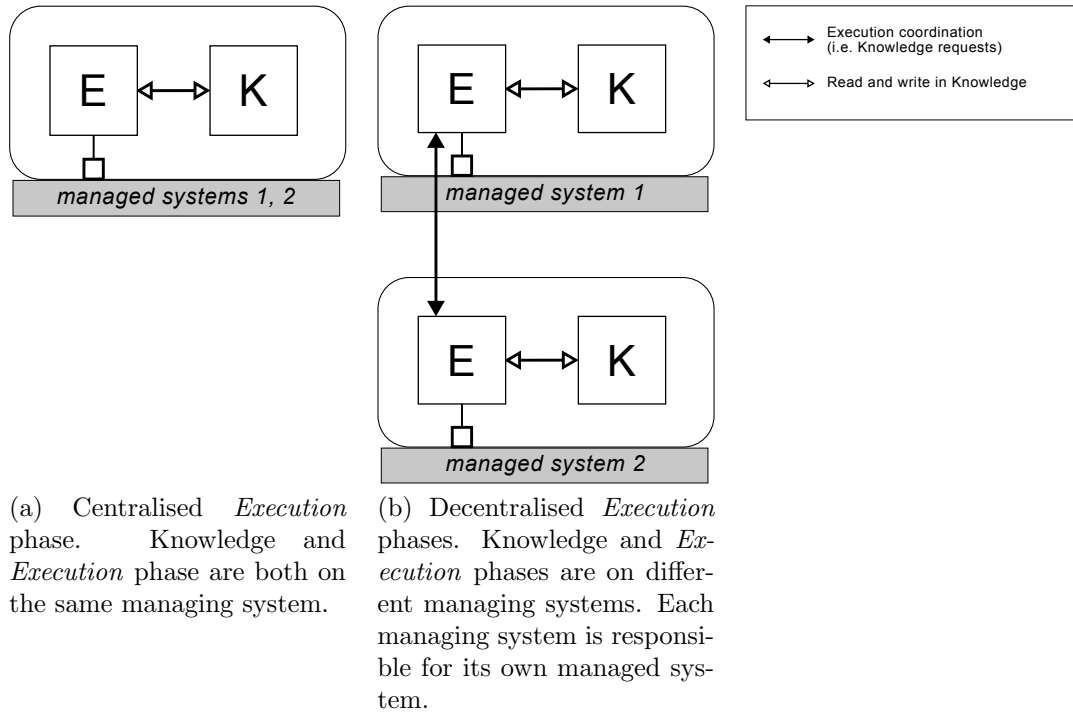 E
K
managed systems 1, 2
E
K
managed system 1
E
K
managed system 2
Execution coordination
(i.e. Knowledge requests)
Read and write in Knowledge
(a) Centralised Execution
phase. Knowledge and
Execution phase are both on
the same managing system.
(b) Decentralised Execution
phases. Knowledge and Ex-
ecution phases are on differ-
ent managing systems. Each
managing system is responsi-
ble for its own managed sys-
tem.